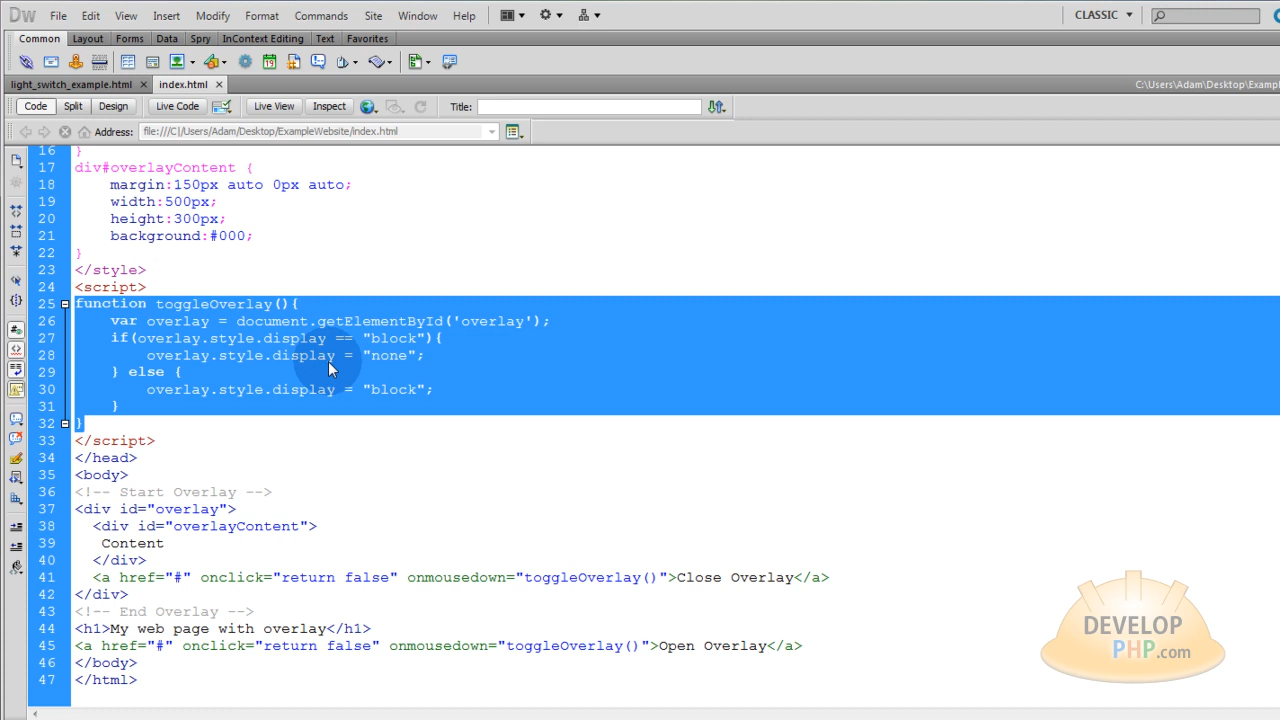 Dw File Edit View Insert Modify Format Commands Site Window Help CLASSIC
Common Layout Forms Data Spry InContext Editing Text Favorites
light_switch_example.html index.html C:\Users\Adam\Desktop\Example
Code Split Design Live Code Live View Inspect Title:
Address: file:///C|/Users/Adam/Desktop/ExampleWebsite/index.html
16 }
17 div#overlayContent {
18 margin:150px auto 0px auto;
19 width:500px;
20 height:300px;
21 background:#000;
22 }
23 </style>
24 <script>
25 function toggleOverlay(){
26 var overlay = document.getElementById('overlay');
27 if(overlay.style.display == "block"){
28 overlay.style.display = "none";
29 } else {
30 overlay.style.display = "block";
31 }
32 }
33 </script>
34 </head>
35 <body>
36 <!-- Start Overlay -->
37 <div id="overlay">
38 <div id="overlayContent">
39 Content
40 </div>
41 <a href="#" onclick="return false" onmousedown="toggleOverlay()">Close Overlay</a>
42 </div>
43 <!-- End Overlay -->
44 <h1>My web page with overlay</h1>
45 <a href="#" onclick="return false" onmousedown="toggleOverlay()">Open Overlay</a>
46 </body>
47 </html>
DEVELOP
PHP.com